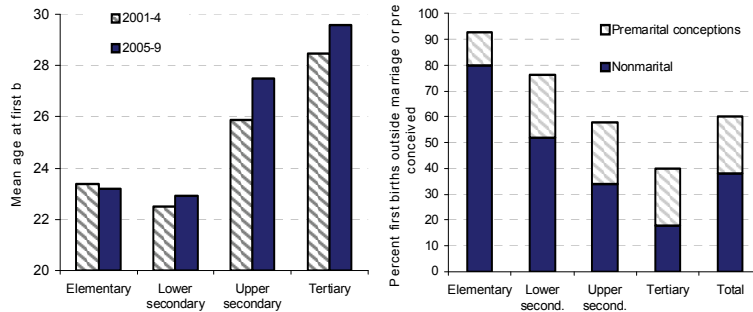 Mean age at first b
2001-4
2005-9
30
28
26
24
22
20
Elementary
Lower
secondary
Upper
secondary
Tertiary
Percent first births outside marriage or pre
conceived
100
90
80
70
60
50
40
30
20
10
0
Premarital conceptions
Nonmarital
Elementary
Lower
second.
Upper
second.
Tertiary
Total